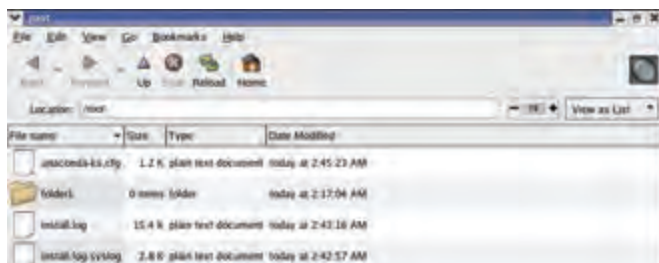 root
File Edit View Go Bookmarks Help
Back Forward Up Stop Reload Home
Location: /root View as List
File name Size Type Date Modified
anaconda-ks.cfg 1.2 K plain text document today at 2:45:23 AM
folder1 0 items folder today at 2:17:04 AM
install.log 15.4 K plain text document today at 2:43:16 AM
install.log.syslog 2.8 K plain text document today at 2:42:57 AM